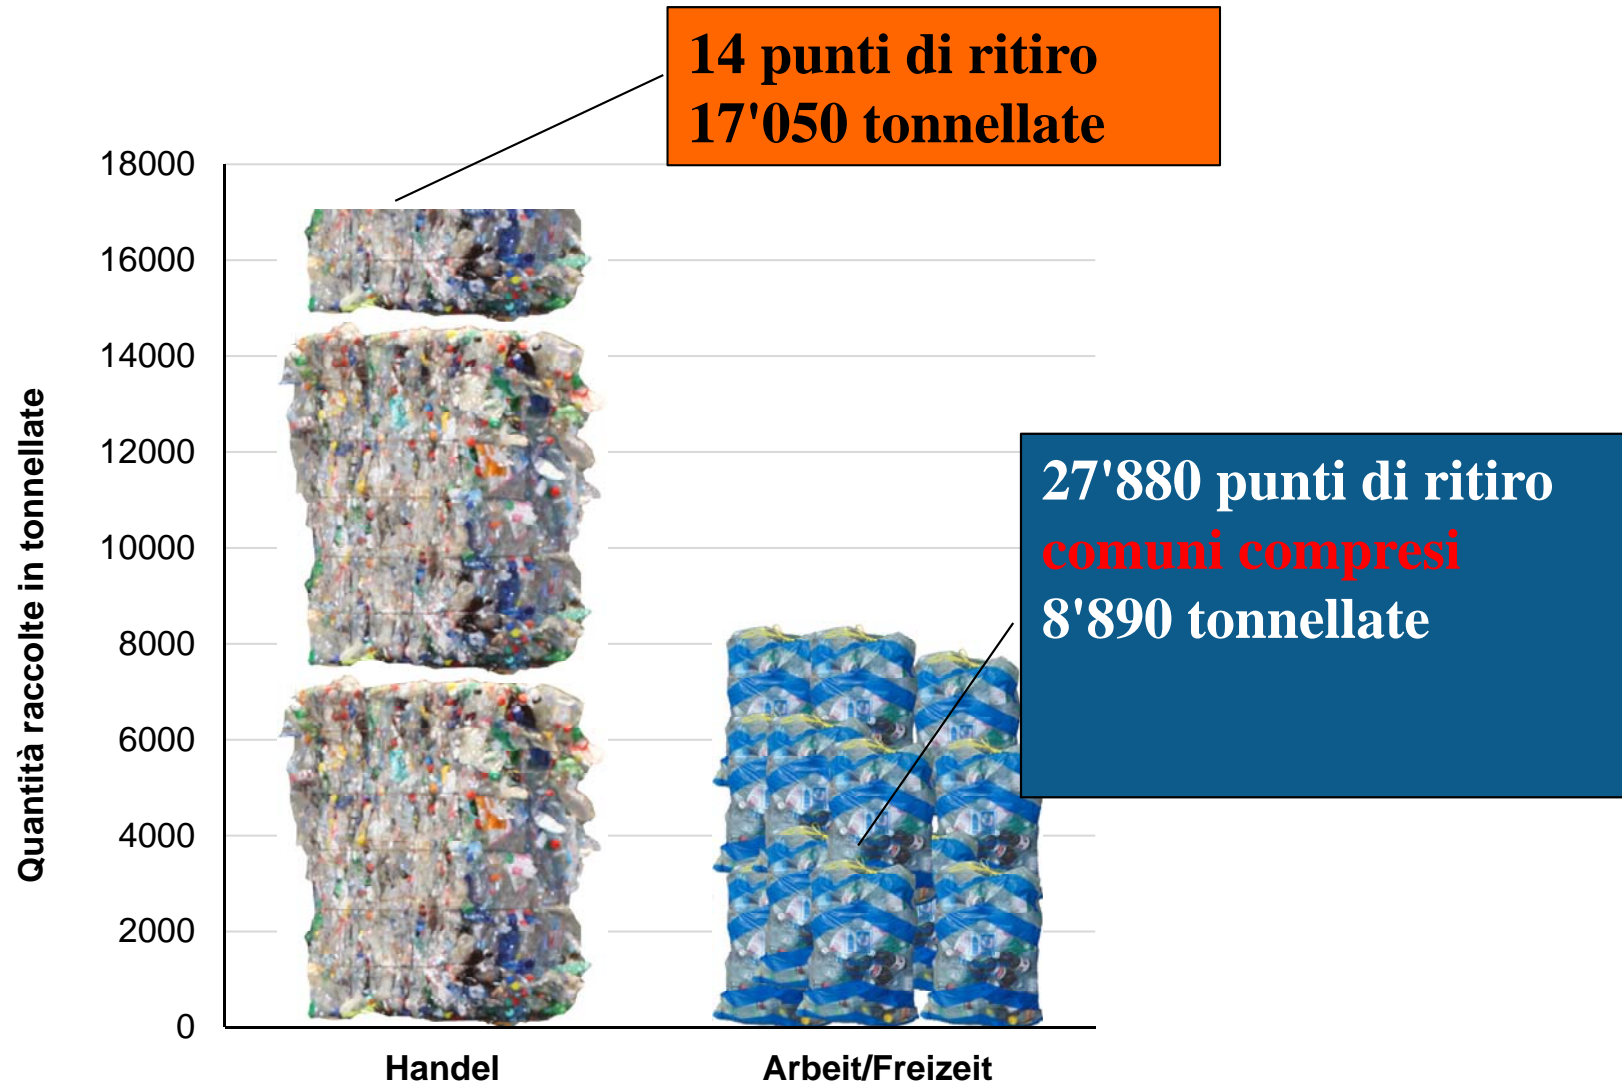 14 punti di ritiro
17'050 tonnellate
18000
16000
14000
12000
10000
8000
6000
4000
2000
0
Quantità raccolte in tonnellate
27'880 punti di ritiro
comuni compresi
8'890 tonnellate
Handel
Arbeit/Freizeit